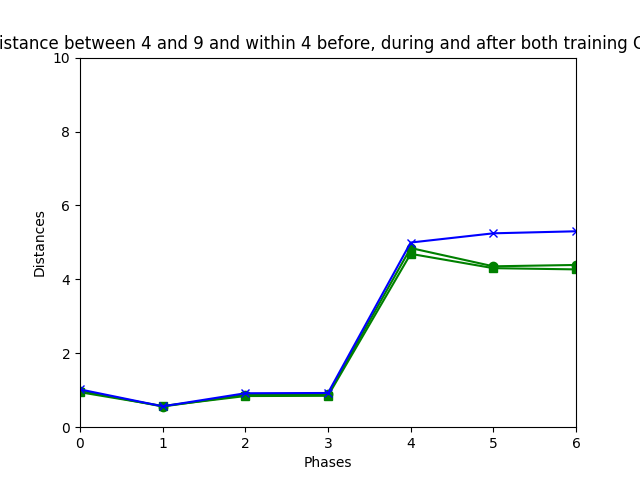 istance between 4 and 9 and within 4 before, during and after both training
10
8
6
4
2
0
Distances
0 1 2 3 4 5 6
Phases